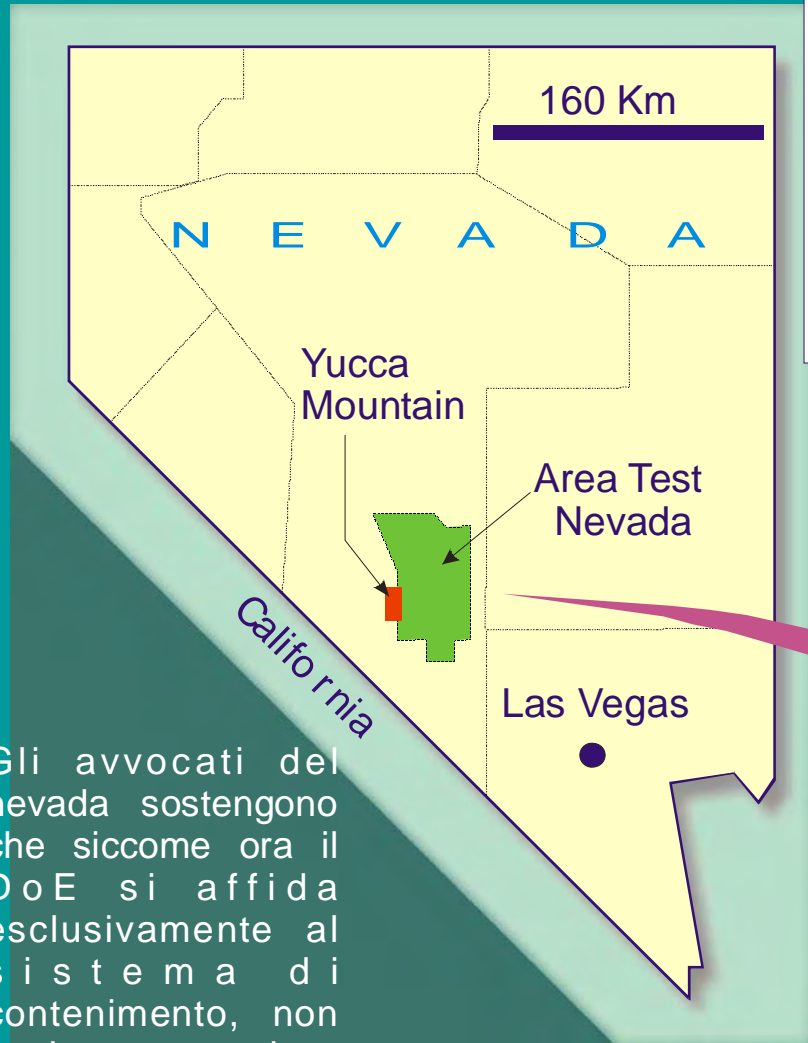 160 Km
N E V A D A
Yucca
Mountain
Area Test
Nevada
California
Las Vegas
Gli avvocati del
nevada sostengono
che siccome ora il
DoE si affida
esclusivamente al
sistema di
contenimento, non